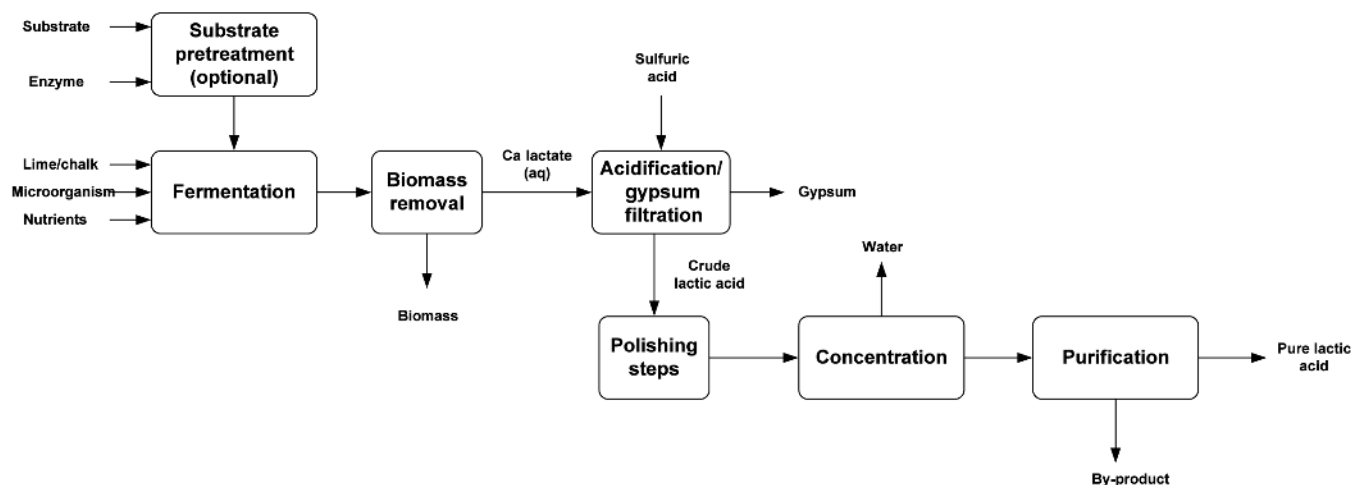 Substrate
Enzyme
Substrate
pretreatment
(optional)
Sulfuric
acid
Lime/chalk
Microorganism
Nutrients
Fermentation
Biomass
removal
Ca lactate
(aq)
Acidification/
gypsum
filtration
Gypsum
Biomass
Crude
lactic acid
Water
Polishing
steps
Concentration
Purification
Pure lactic
acid
By-product